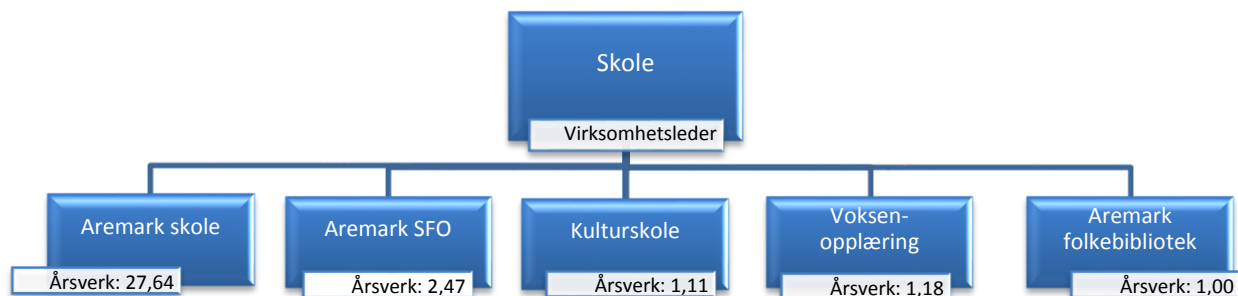 Skole
Virksomhetsleder
Aremark skole
Årsverk: 27,64
Aremark SFO
Årsverk: 2,47
Kulturskole
Årsverk: 1,11
Voksen-
opplæring
Årsverk: 1,18
Aremark
folkebibliotek
Årsverk: 1,00